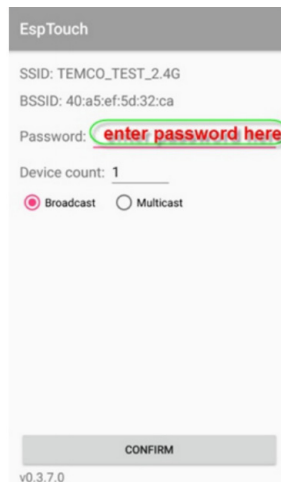 EspTouch
SSID: TEMCO_TEST_2.4G
BSSID: 40:a5:ef:5d:32:ca
Password: enter password here
Device count: 1
Broadcast Multicast
CONFIRM
v0.3.7.0